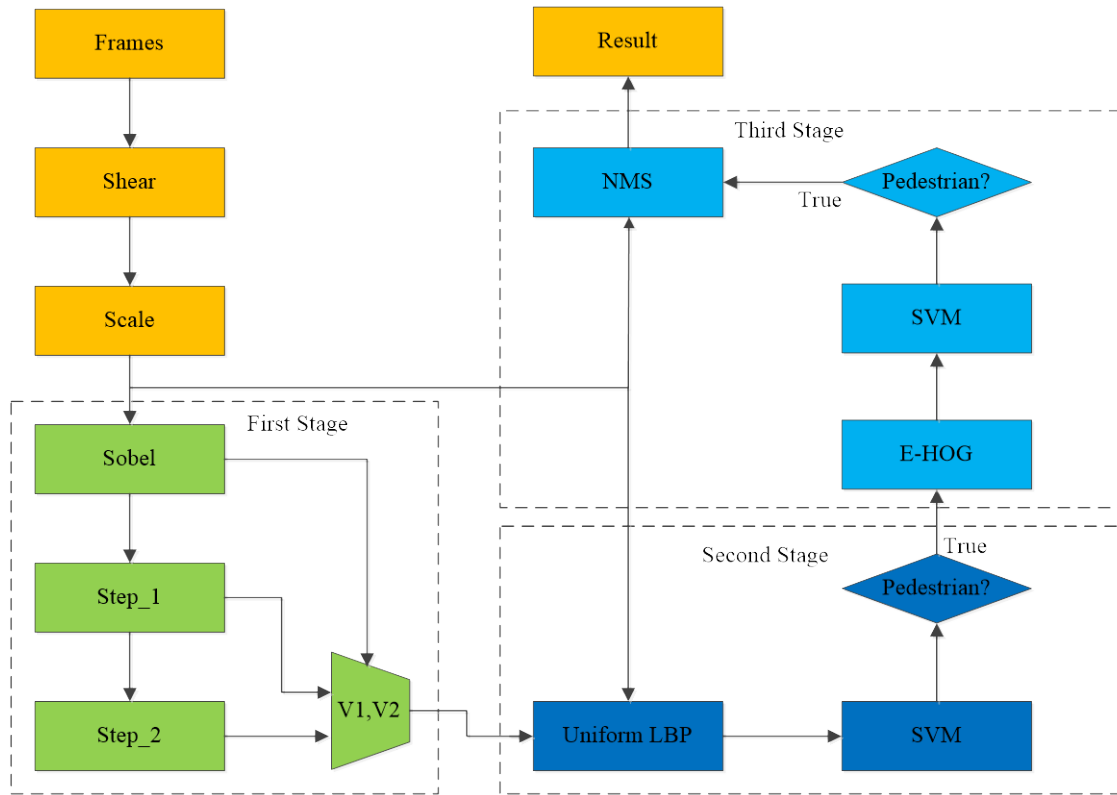 Frames
Result
Third Stage
Shear
NMS
Pedestrian?
True
Scale
SVM
First Stage
Sobel
E-HOG
Second Stage
True
Step_1
Pedestrian?
V1,V2
Step_2
Uniform LBP
SVM